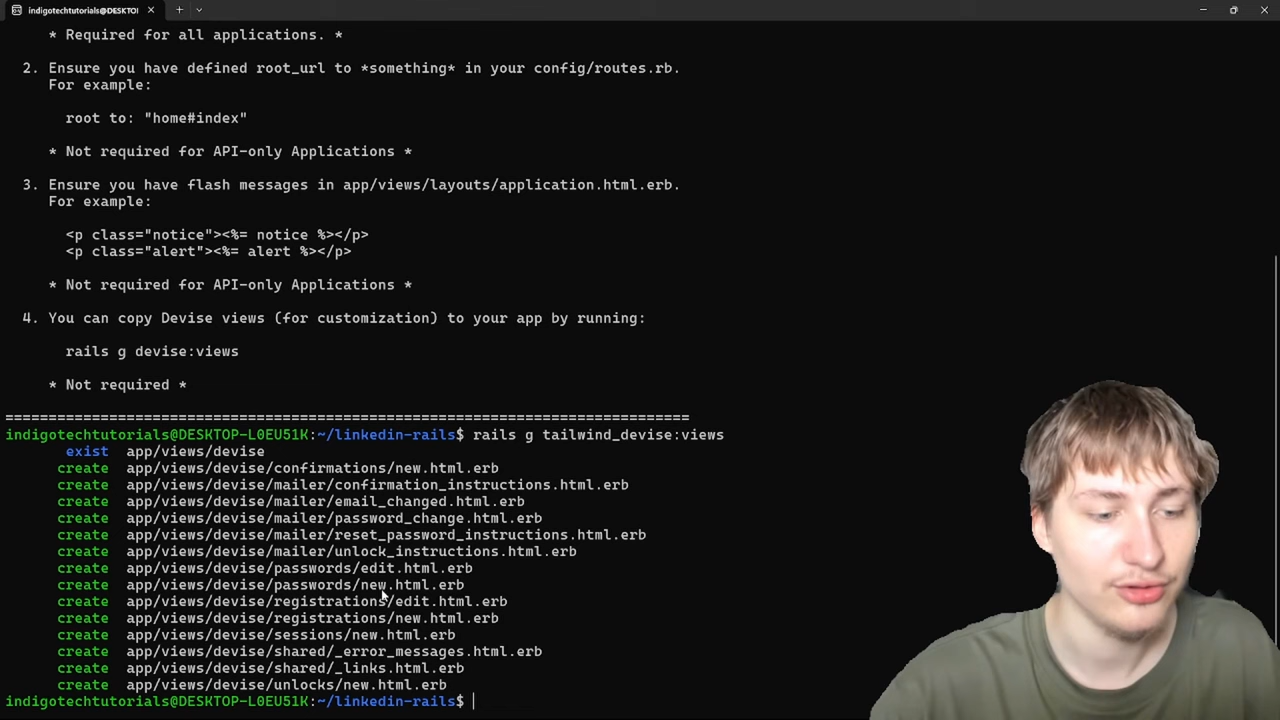 indigotechtutorials@DESKTOP-
* Required for all applications. *
2. Ensure you have defined root_url to *something* in your config/routes.rb.
For example:
root to: "home#index"
* Not required for API-only Applications *
3. Ensure you have flash messages in app/views/layouts/application.html.erb.
For example:
<p class="notice"><%= notice %></p>
<p class="alert"><%= alert %></p>
* Not required for API-only Applications *
4. You can copy Devise views (for customization) to your app by running:
rails g devise:views
* Not required *
===============================================================================
indigotechtutorials@DESKTOP-L0EU51K:~/linkedin-rails$ rails g tailwind_devise:views
exist app/views/devise
create app/views/devise/confirmations/new.html.erb
create app/views/devise/mailer/confirmation_instructions.html.erb
create app/views/devise/mailer/email_changed.html.erb
create app/views/devise/mailer/password_change.html.erb
create app/views/devise/mailer/reset_password_instructions.html.erb
create app/views/devise/mailer/unlock_instructions.html.erb
create app/views/devise/passwords/edit.html.erb
create app/views/devise/passwords/new.html.erb
create app/views/devise/registrations/edit.html.erb
create app/views/devise/registrations/new.html.erb
create app/views/devise/sessions/new.html.erb
create app/views/devise/shared/_error_messages.html.erb
create app/views/devise/shared/_links.html.erb
create app/views/devise/unlocks/new.html.erb
indigotechtutorials@DESKTOP-L0EU51K:~/linkedin-rails$